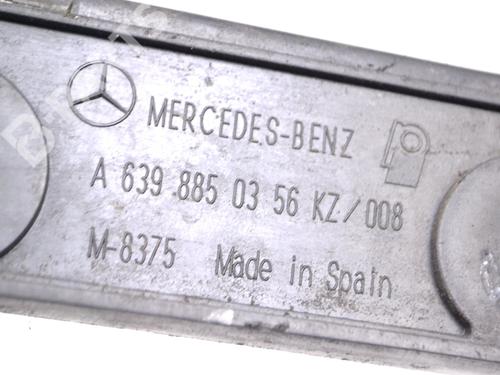 MERCEDES-BENZ
A 639 885 03 56 KZ/008
M-8375 Made in Spain